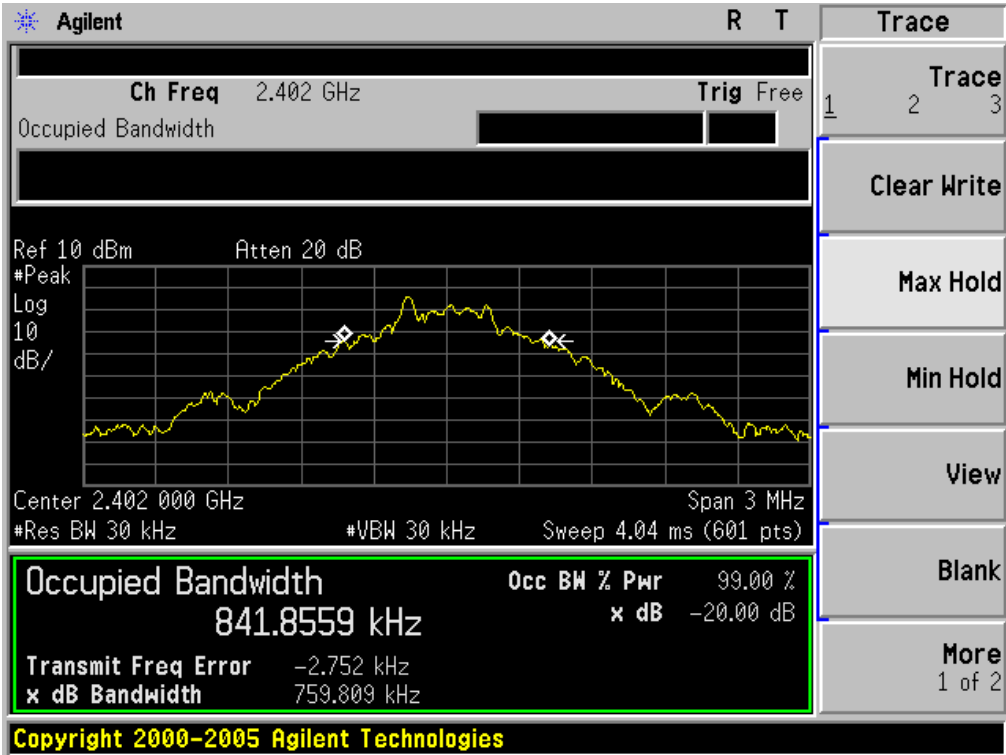 Agilent R T
Ch Freq 2.402 GHz Trig Free
Occupied Bandwidth
Ref 10 dBm Atten 20 dB
#Peak
Log
10
dB/
Center 2.402 000 GHz Span 3 MHz
#Res BW 30 kHz #VBW 30 kHz Sweep 4.04 ms (601 pts)
Occupied Bandwidth
841.8559 kHz
Occ BW % Pwr 99.00 %
x dB -20.00 dB
Transmit Freq Error -2.752 kHz
x dB Bandwidth 759.809 kHz
Copyright 2000-2005 Agilent Technologies
Trace
Trace
1 2 3
Clear Write
Max Hold
Min Hold
View
Blank
More
1 of 2